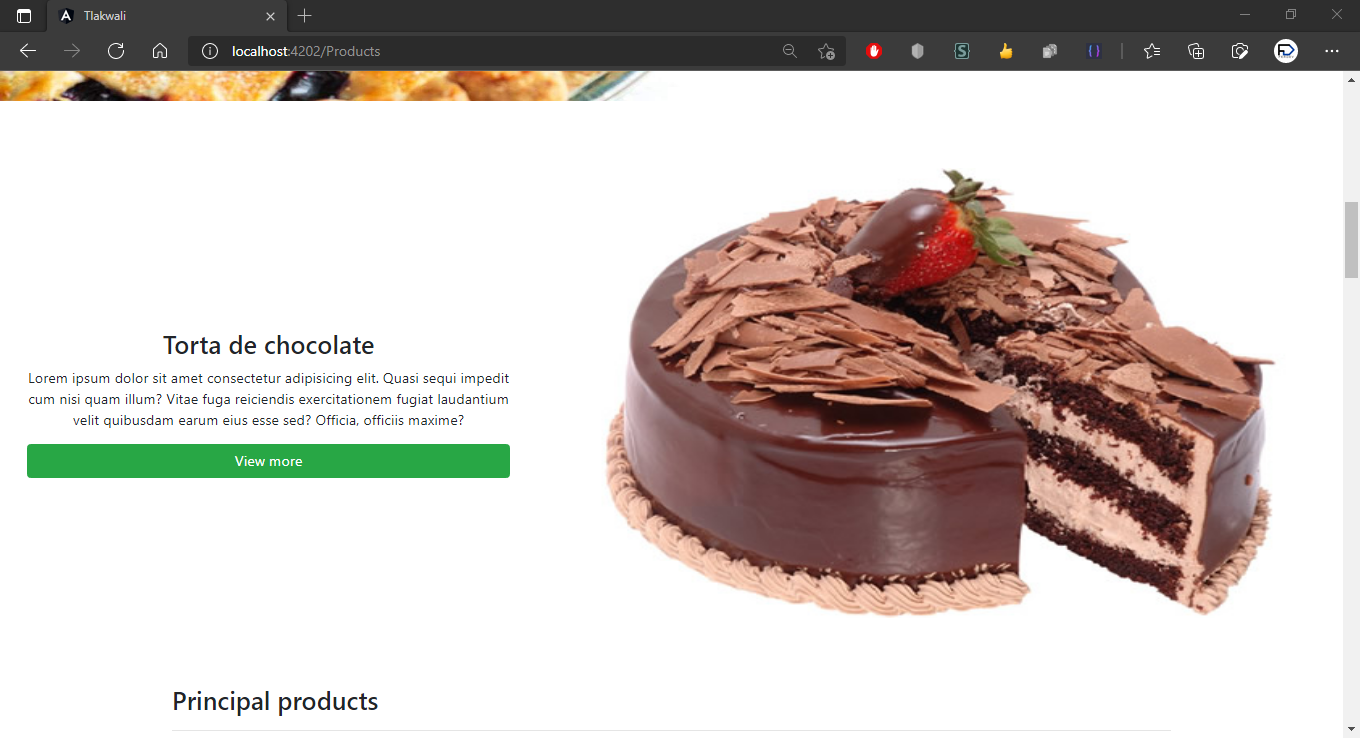 Tlakwali
localhost:4202/Products
Torta de chocolate
Lorem ipsum dolor sit amet consectetur adipisicing elit. Quasi sequi impedit
cum nisi quam illum? Vitae fuga reiciendis exercitationem fugiat laudantium
velit quibusdam earum eius esse sed? Officia, officiis maxime?
View more
Principal products